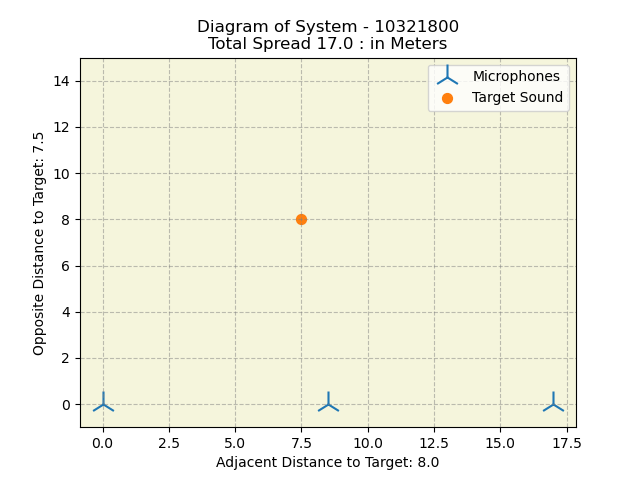 Diagram of System - 10321800
Total Spread 17.0 : in Meters
Microphones
Target Sound
Opposite Distance to Target: 7.5
14
12
10
8
6
4
2
0
0.0 2.5 5.0 7.5 10.0 12.5 15.0 17.5
Adjacent Distance to Target: 8.0